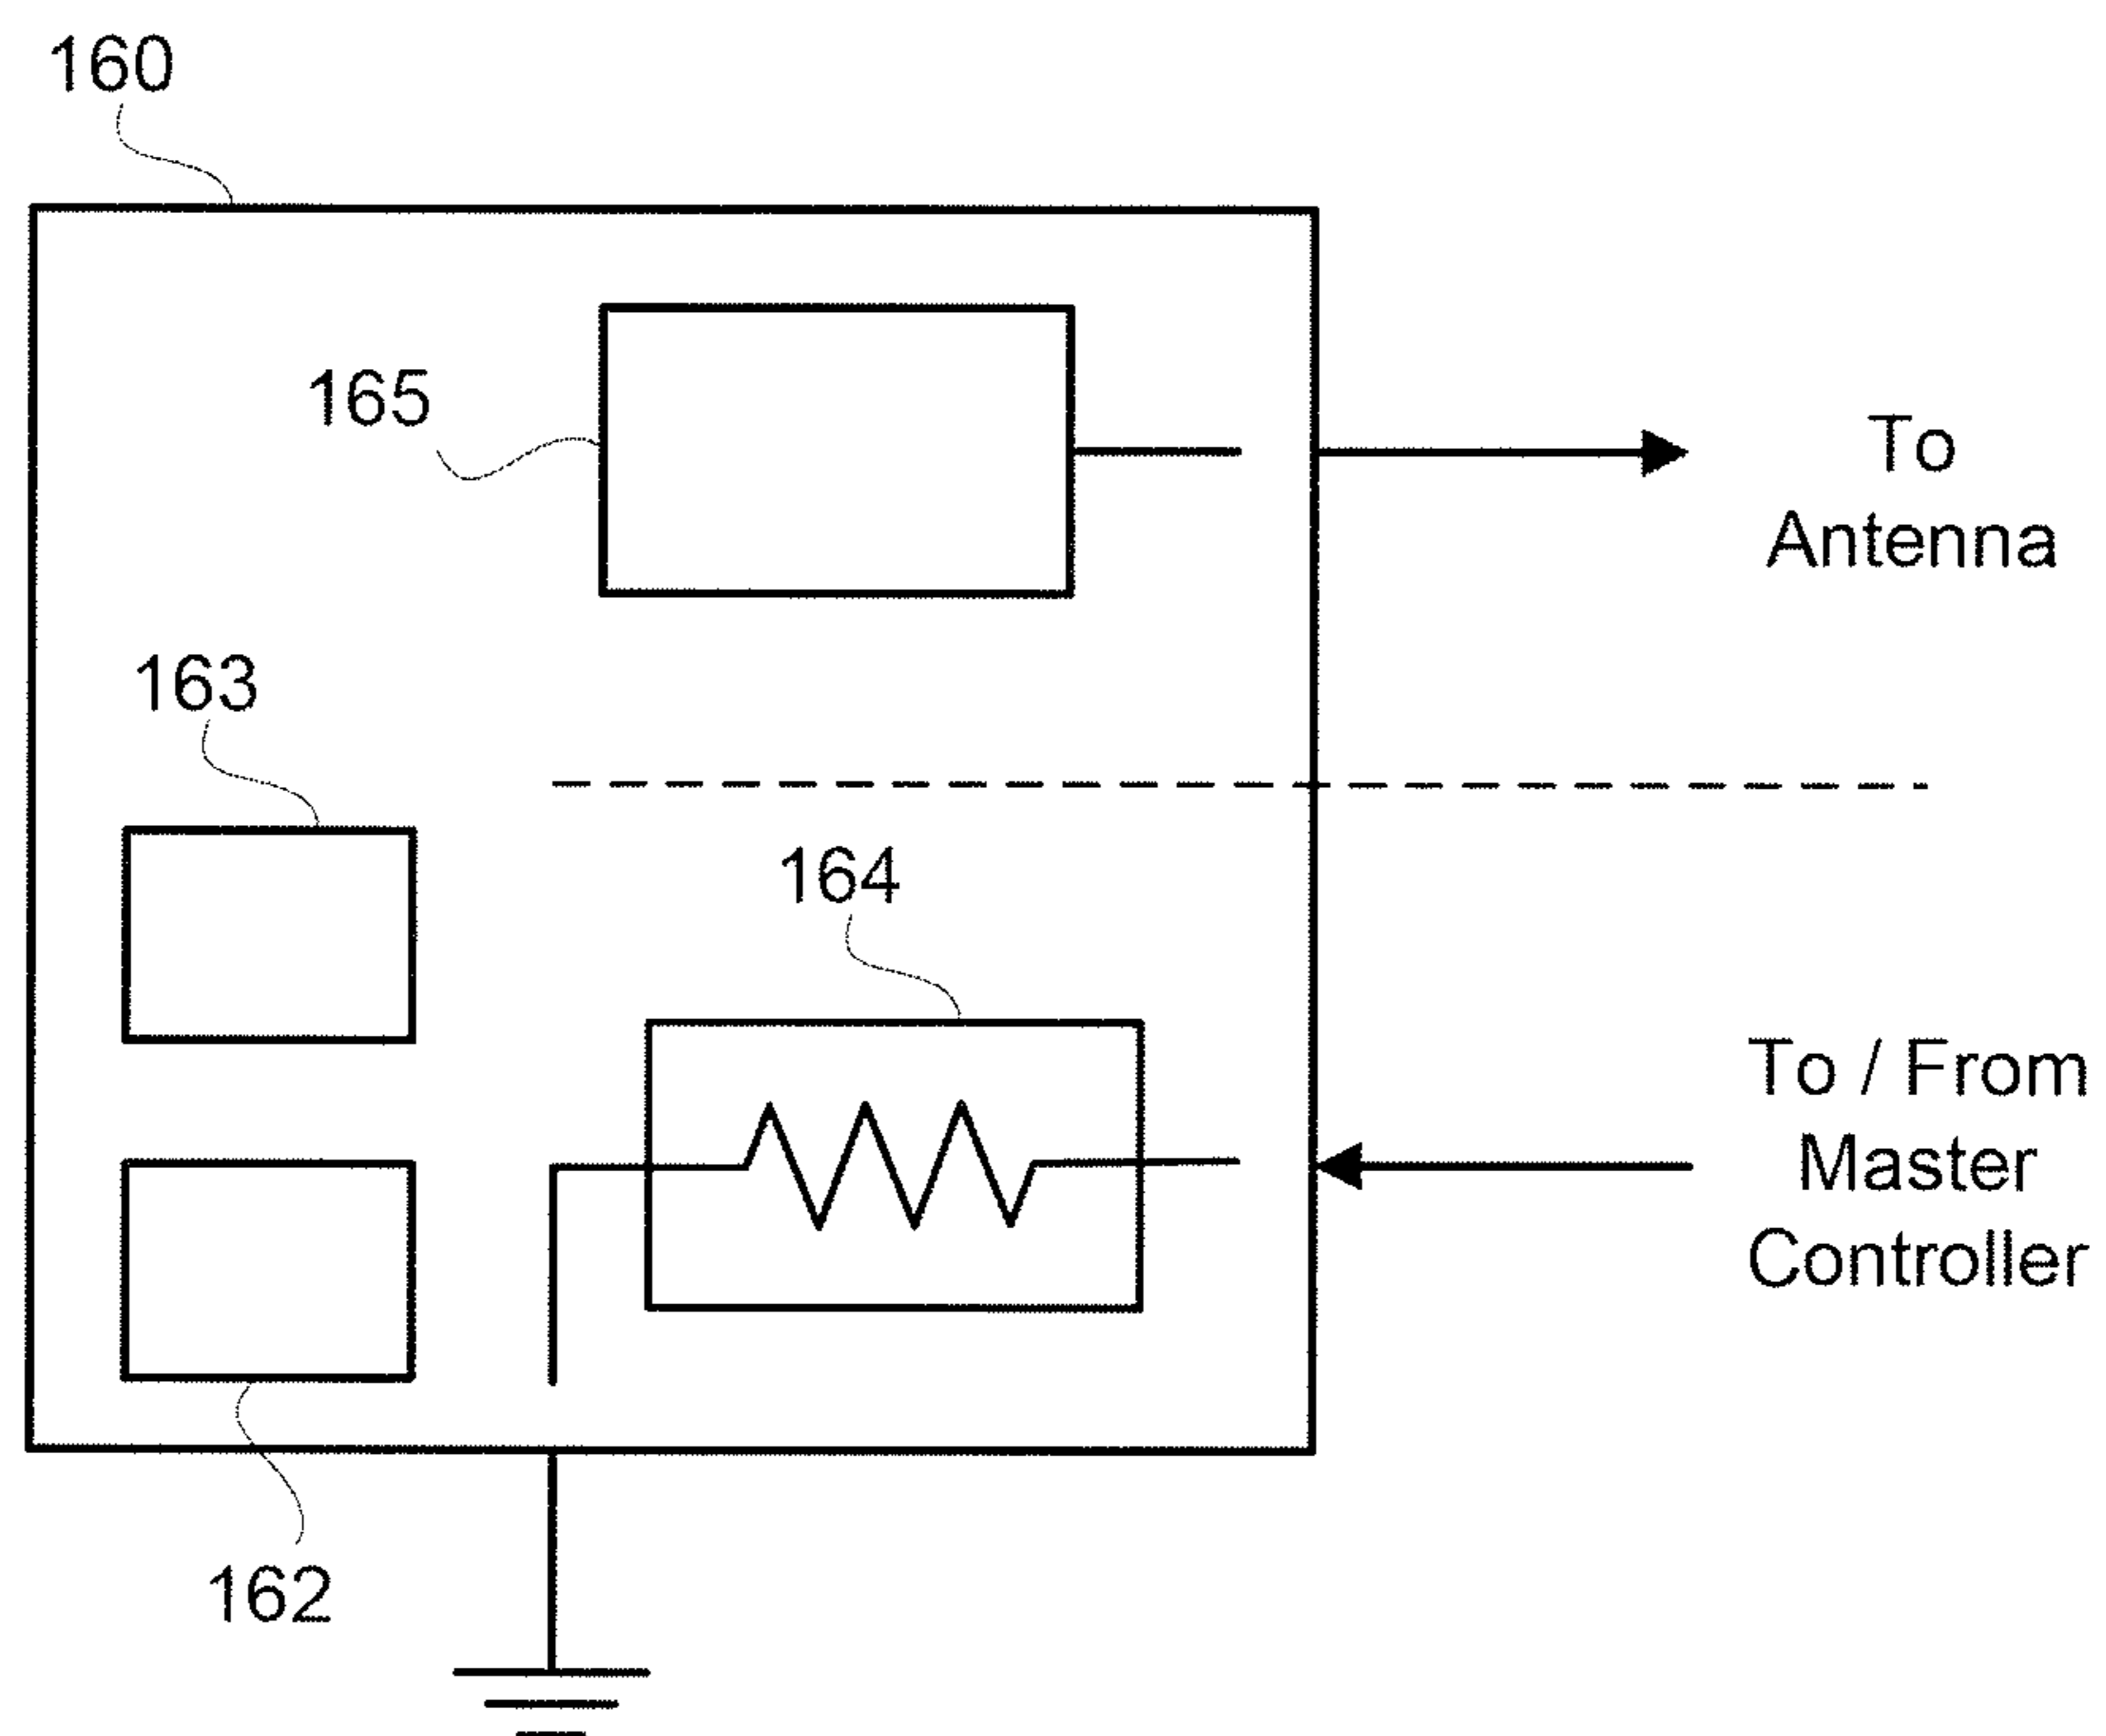 160
165
To
Antenna
163
164
To / From
Master
Controller
162